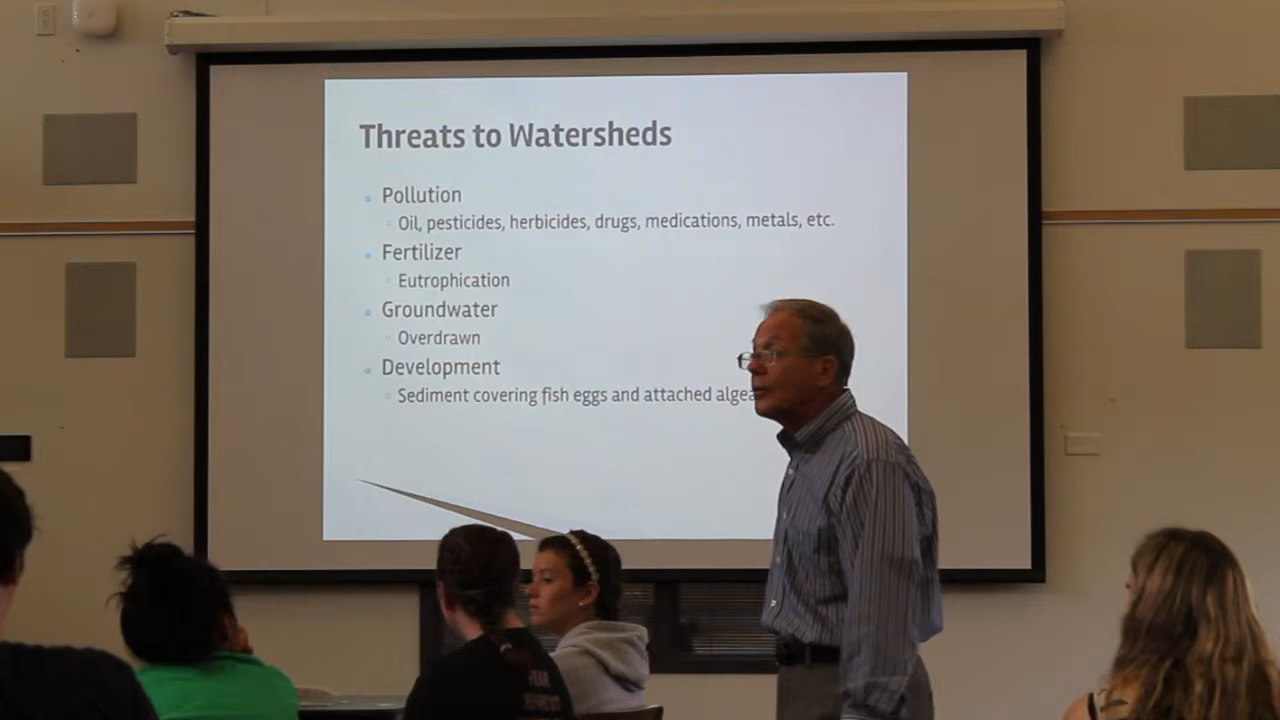 Threats to Watersheds
Pollution
Oil, pesticides, herbicides, drugs, medications, metals, etc.
Fertilizer
Eutrophication
Groundwater
Overdrawn
Development
Sediment covering fish eggs and attached algea